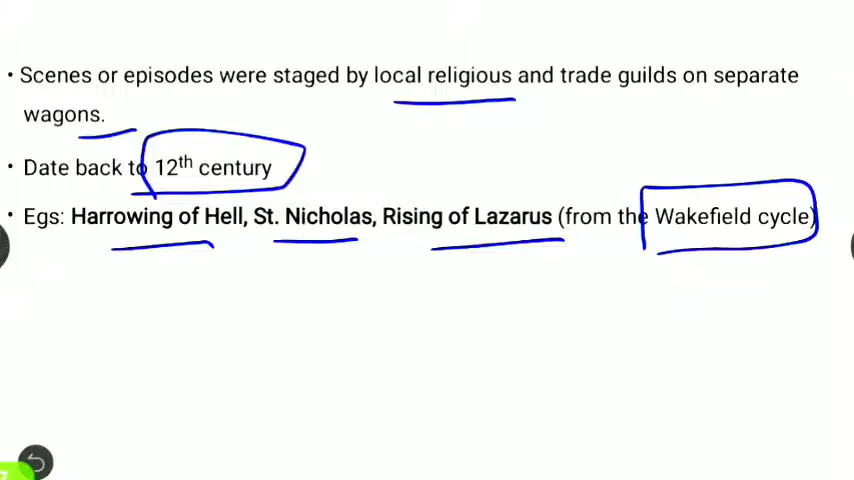 • Scenes or episodes were staged by local religious and trade guilds on separate
wagons.
• Date back to 12th century
• Egs: Harrowing of Hell, St. Nicholas, Rising of Lazarus (from the Wakefield cycle)